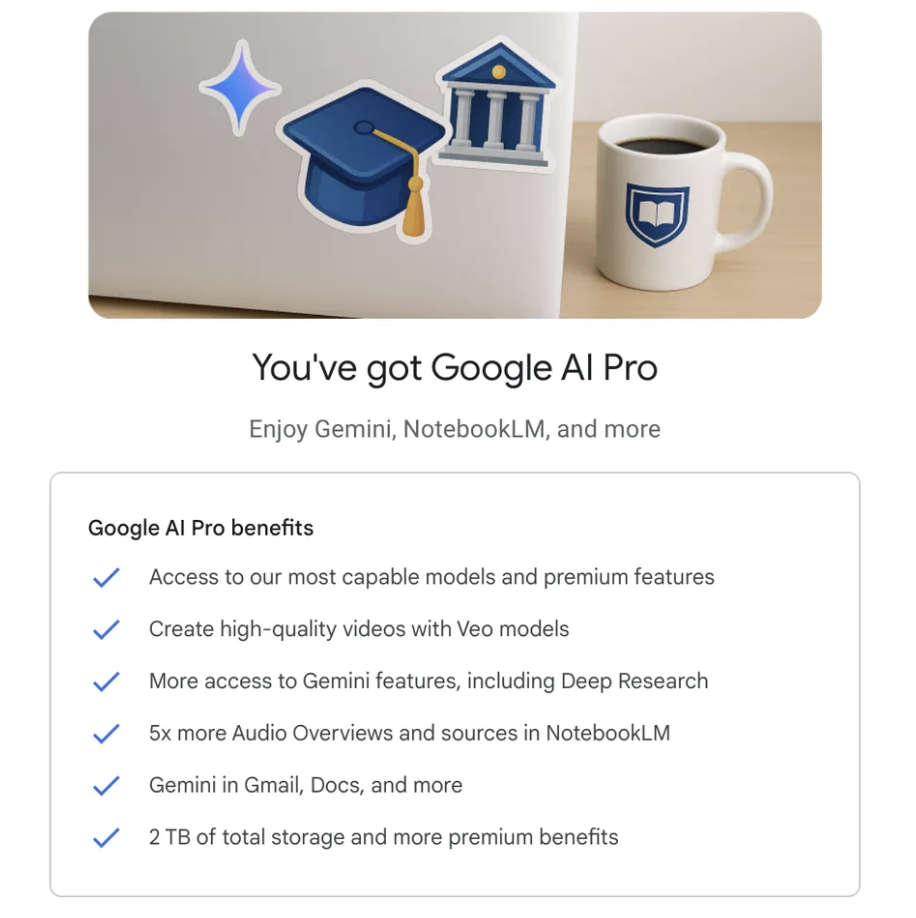 You've got Google AI Pro
Enjoy Gemini, NotebookLM, and more
Google AI Pro benefits
Access to our most capable models and premium features
Create high-quality videos with Veo models
More access to Gemini features, including Deep Research
5x more Audio Overviews and sources in NotebookLM
Gemini in Gmail, Docs, and more
2 TB of total storage and more premium benefits